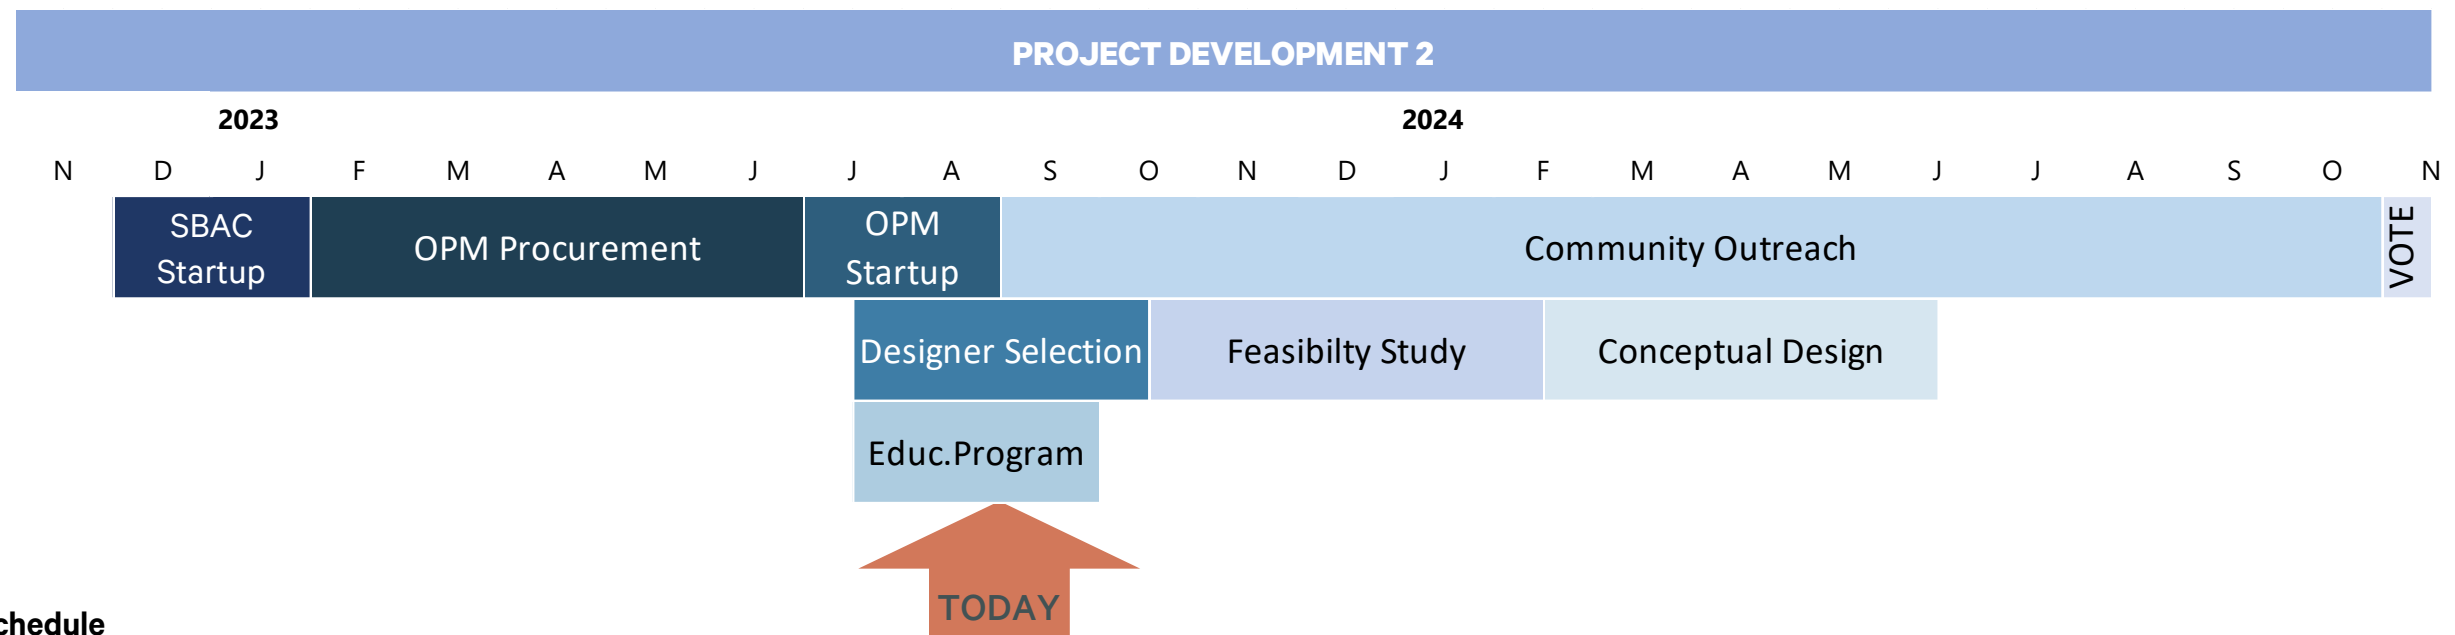 PROJECT DEVELOPMENT 2
2023 2024
N D J F M A M J J A S O N D J F M A M J J A S O N
SBAC
Startup
OPM Procurement
OPM
Startup
Community Outreach
VOTE
Designer Selection
Feasibilty Study
Conceptual Design
Educ.Program
TODAY
chedule